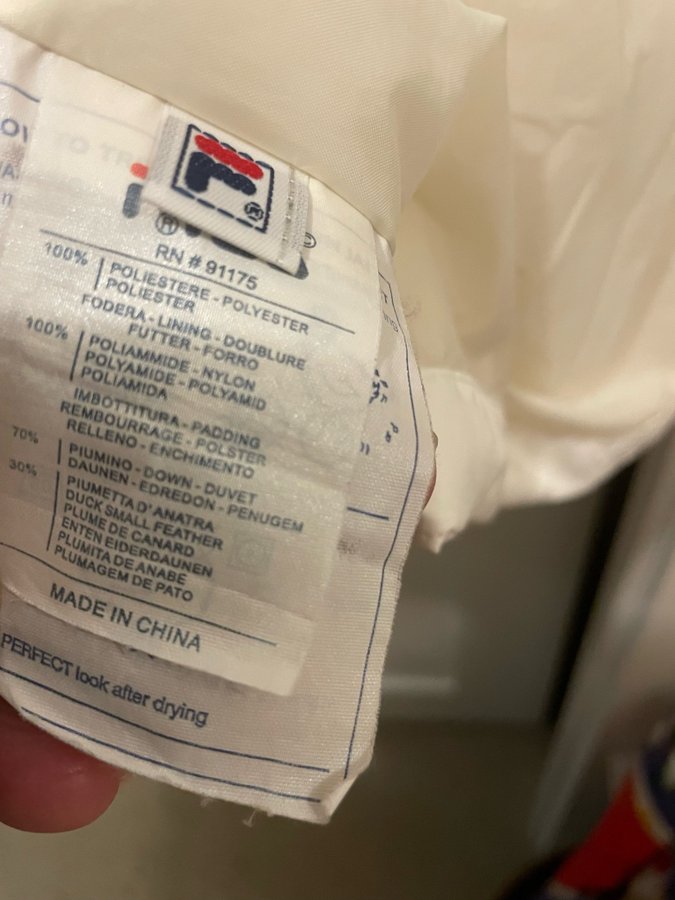 ®
RN # 91175
100% POLIESTERE - POLYESTER
POLIESTER
FODERA - LINING - DOUBLURE
FUTTER - FORRO
100% POLIAMMIDE - NYLON
POLYAMIDE - POLYAMID
POLIAMIDA
IMBOTTITURA - PADDING
REMBOURRAGE - POLSTER
RELLENO - ENCHIMENTO
70% PIUMINO - DOWN - DUVET
DAUNEN - EDREDON - PENUGEM
30% PIUMETTA D'ANATRA
DUCK SMALL FEATHER
PLUME DE CANARD
ENTEN EIDERDAUNEN
PLUMITA DE ANABE
PLUMAGEM DE PATO
MADE IN CHINA
PERFECT look after drying